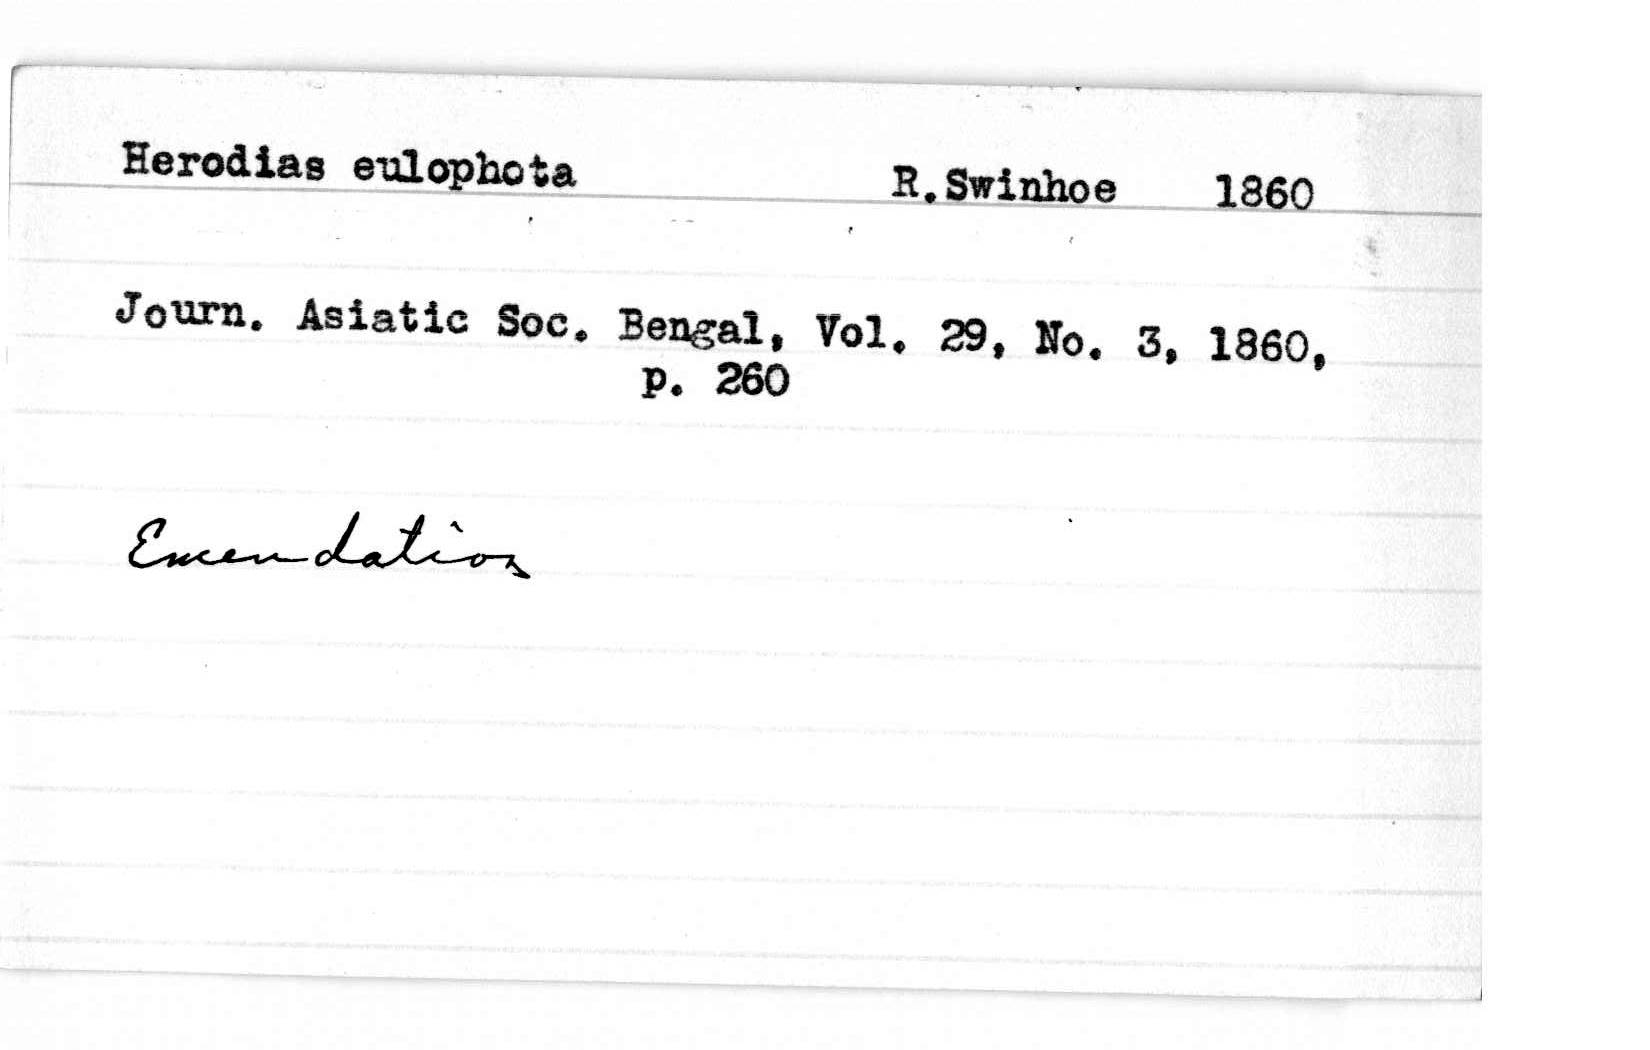 Herodias eulophota R.Swinhoe 1860
Journ. Asiatic Soc. Bengal, Vol. 29, No. 3, 1860,
p. 260
Emendation